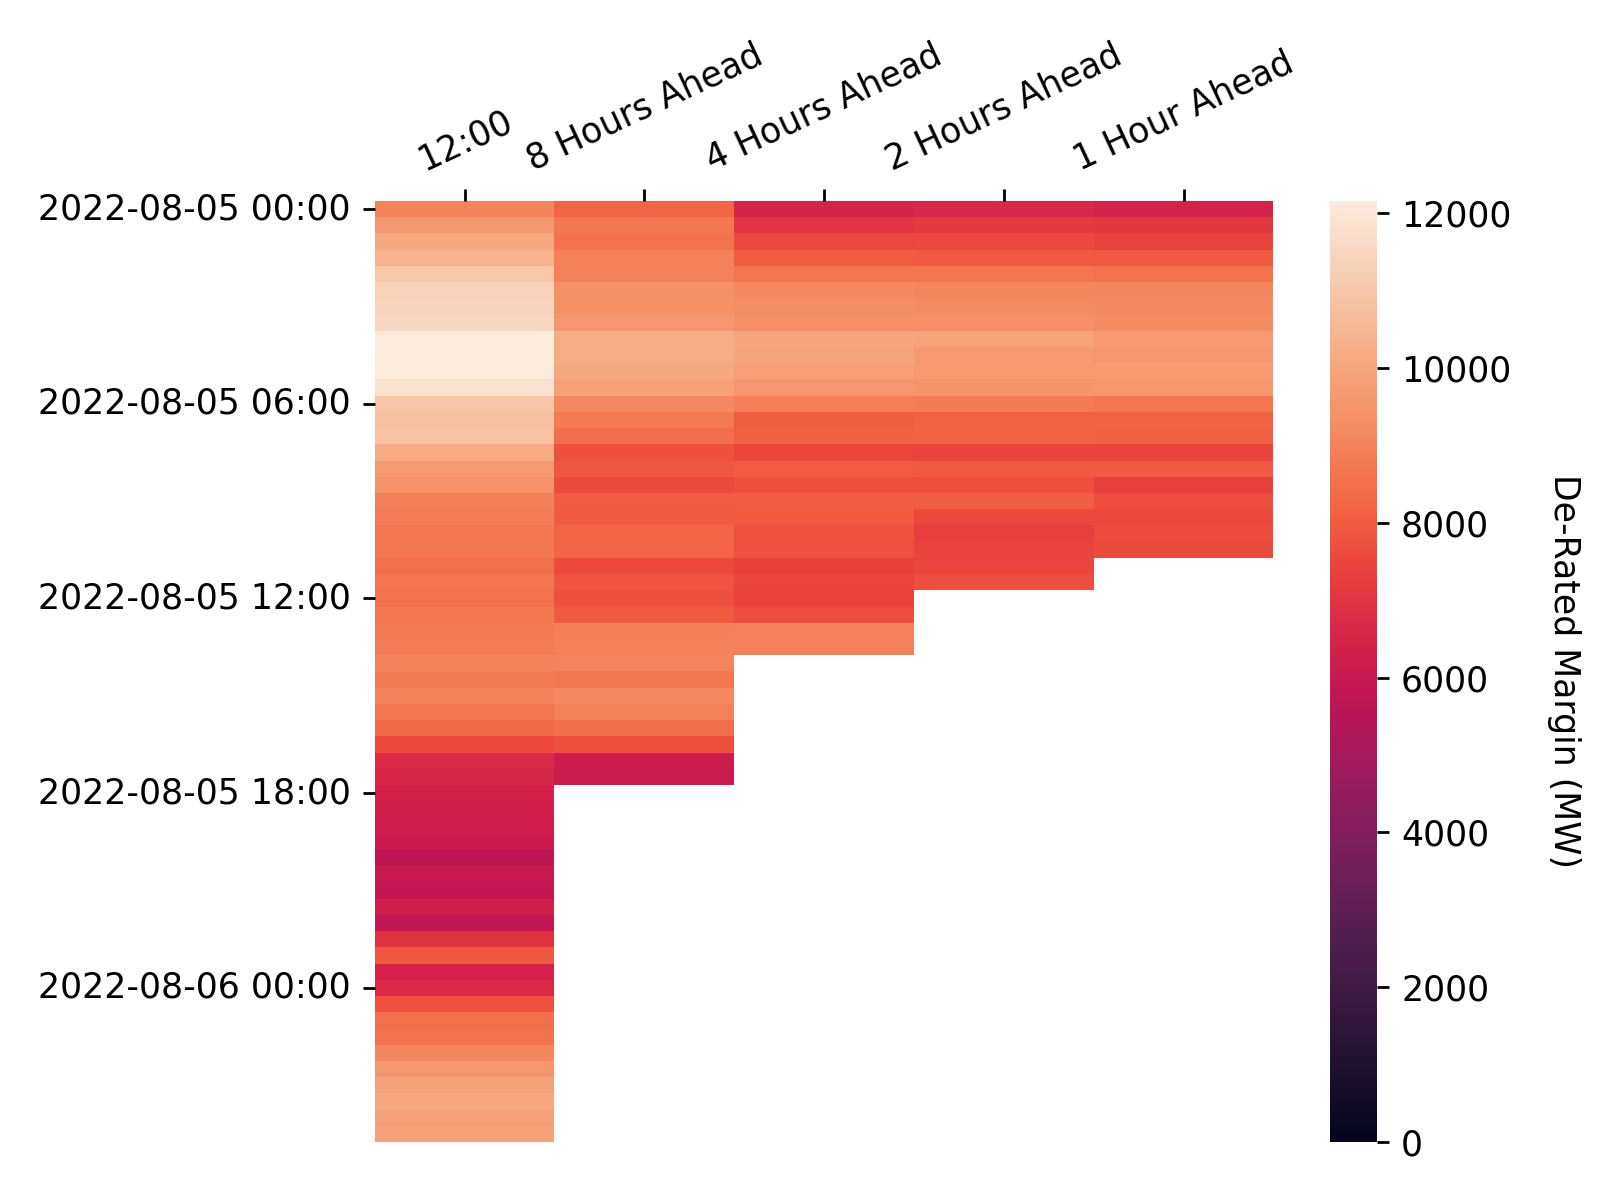 12:00
8 Hours Ahead
4 Hours Ahead
2 Hours Ahead
1 Hour Ahead
2022-08-05 00:00
2022-08-05 06:00
2022-08-05 12:00
2022-08-05 18:00
2022-08-06 00:00
12000
10000
8000
6000
4000
2000
0
De-Rated Margin (MW)